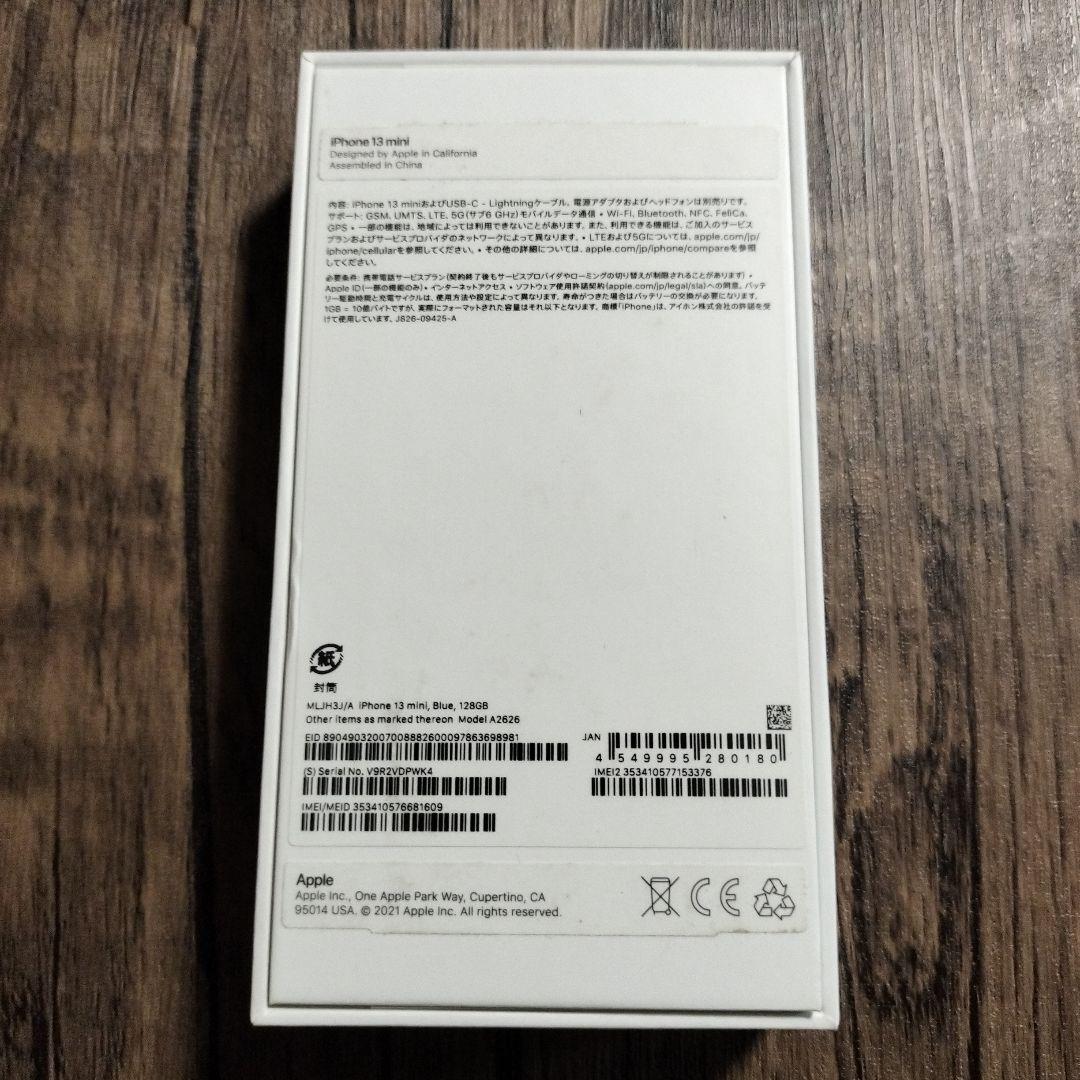 iPhone 13 mini
Designed by Apple in California
Assembled in China
内容: iPhone 13 miniおよびUSB-C - Lightningケーブル。電源アダプタおよびヘッドフォンは別売りです。
サポート: GSM、UMTS、LTE、5G(サブ6 GHz)モバイルデータ通信 • Wi-Fi、Bluetooth、NFC、FeliCa、
GPS • 一部の機能は、地域によっては利用できないことがあります。また、利用できる機能は、ご加入のサービス
プランおよびサービスプロバイダのネットワークによって異なります。• LTEおよび5Gについては、apple.com/jp/
iphone/cellularを参照してください。• その他の詳細については、apple.com/jp/iphone/compareを参照
してください。
必要条件: 携帯電話サービスプラン(契約終了後もサービスプロバイダやローミングの切り替えが制限されることがあります) •
Apple ID(一部の機能のみ) • インターネットアクセス • ソフトウェア使用許諾契約(apple.com/jp/legal/sla)への同意。バッテ
リー駆動時間と充電サイクルは、使用方法や設定によって異なります。寿命がつきた場合はバッテリーの交換が必要になります。
1GB = 10億バイトですが、実際にフォーマットされた容量はそれ以下となります。商標「iPhone」は、アイホン株式会社の許諾を受
けて使用しています。J826-09425-A
紙
封筒
MLJH3J/A iPhone 13 mini, Blue, 128GB
Other items as marked thereon Model A2626
EID 89049032007008882600097863698981
JAN
4 549995 280180
(S) Serial No. V9R2VDPWK4
IMEI2 353410577153376
IMEI/MEID 353410576681609
Apple
Apple Inc., One Apple Park Way, Cupertino, CA
95014 USA. © 2021 Apple Inc. All rights reserved.
CE